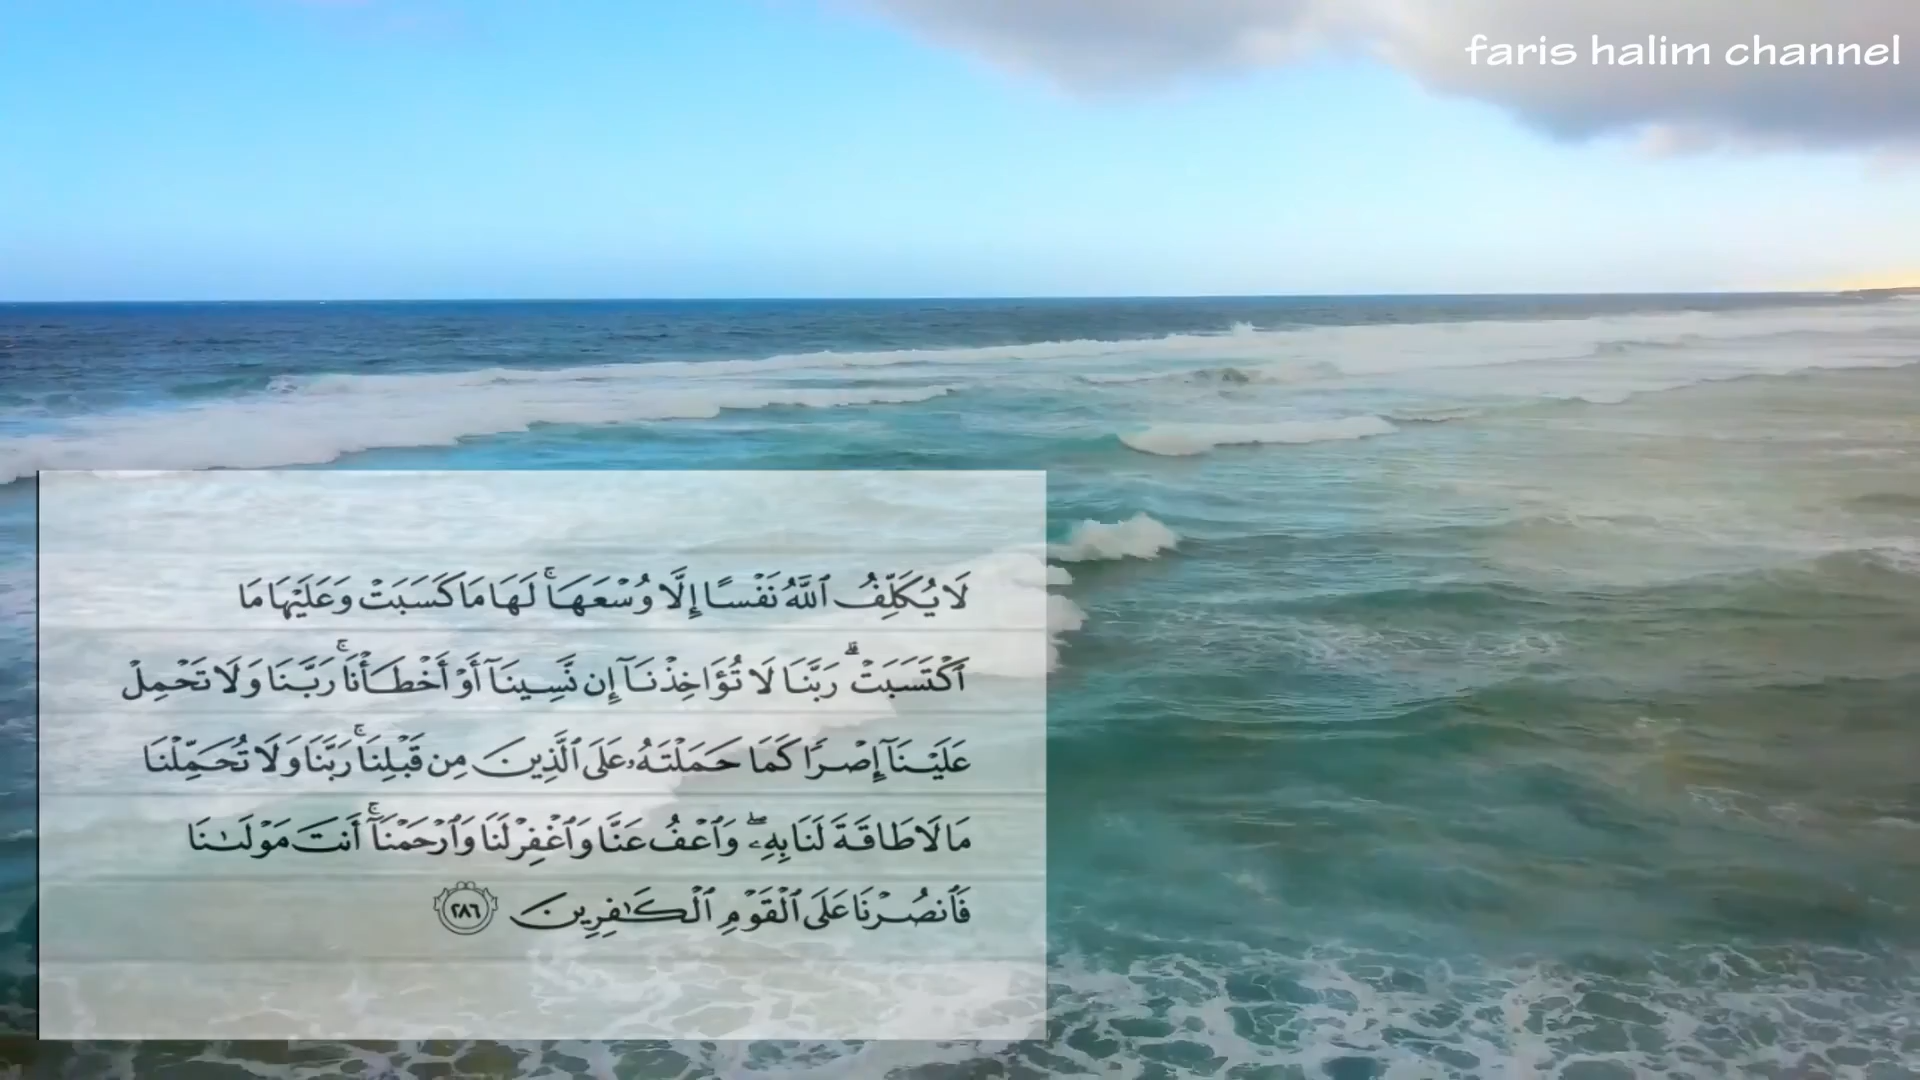 faris halim channel
لَا يُكَلِّفُ ٱللَّهُ نَفْسًا إِلَّا وُسْعَهَا ۚ لَهَا مَا كَسَبَتْ وَعَلَيْهَا مَا
ٱكْتَسَبَتْ ۗ رَبَّنَا لَا تُؤَاخِذْنَآ إِن نَّسِينَآ أَوْ أَخْطَأْنَا ۚ رَبَّنَا وَلَا تَحْمِلْ
عَلَيْنَآ إِصْرًا كَمَا حَمَلْتَهُۥ عَلَى ٱلَّذِينَ مِن قَبْلِنَا ۚ رَبَّنَا وَلَا تُحَمِّلْنَا
مَا لَا طَاقَةَ لَنَا بِهِۦ ۖ وَٱعْفُ عَنَّا وَٱغْفِرْ لَنَا وَٱرْحَمْنَآ ۚ أَنتَ مَوْلَىٰنَا
فَٱنصُرْنَا عَلَى ٱلْقَوْمِ ٱلْكَٰفِرِينَ ٢٨٦